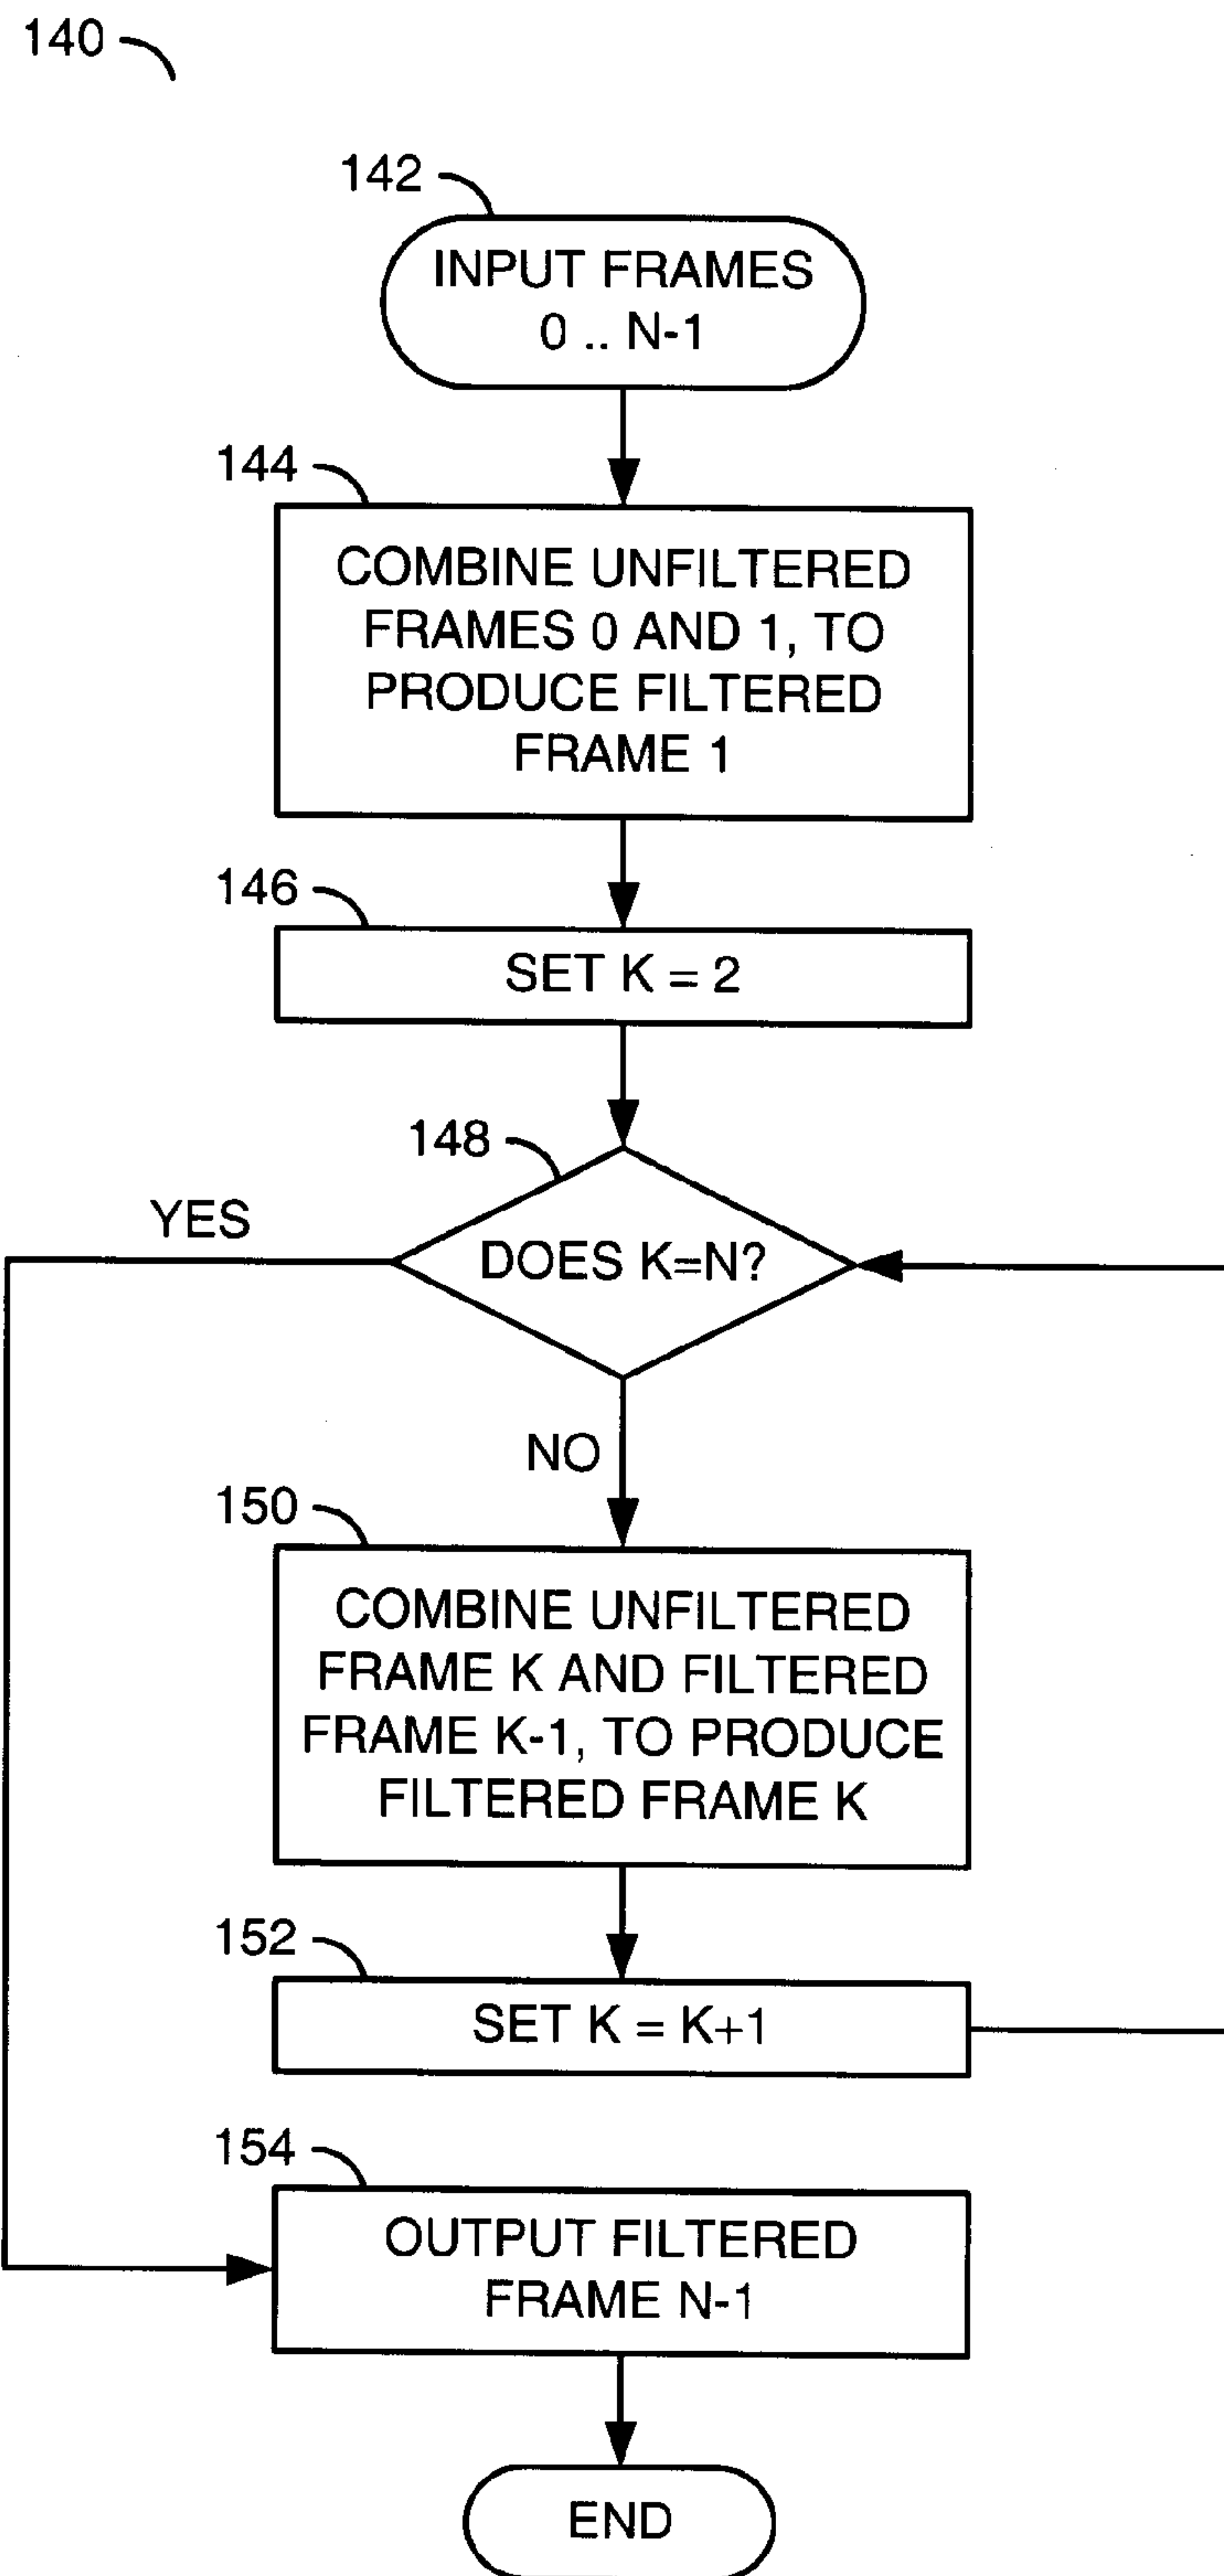 140
142
INPUT FRAMES
0 .. N-1
144
COMBINE UNFILTERED
FRAMES 0 AND 1, TO
PRODUCE FILTERED
FRAME 1
146
SET K = 2
148
YES
DOES K=N?
NO
150
COMBINE UNFILTERED
FRAME K AND FILTERED
FRAME K-1, TO PRODUCE
FILTERED FRAME K
152
SET K = K+1
154
OUTPUT FILTERED
FRAME N-1
END